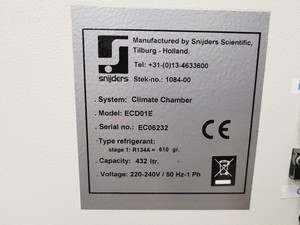 Manufactured by Snijders Scientific,
Tilburg - Holland.
Tel: +31-(0)13-4633600
snijders
Stek-no.: 1084-00
. System: Climate Chamber
. Model: ECD01E
. Serial no.: EC06232
CE
. Type refrigerant:
stage 1: R134A = 610 gr.
. Capacity: 432 ltr.
. Voltage: 220-240V / 50 Hz-1 Ph